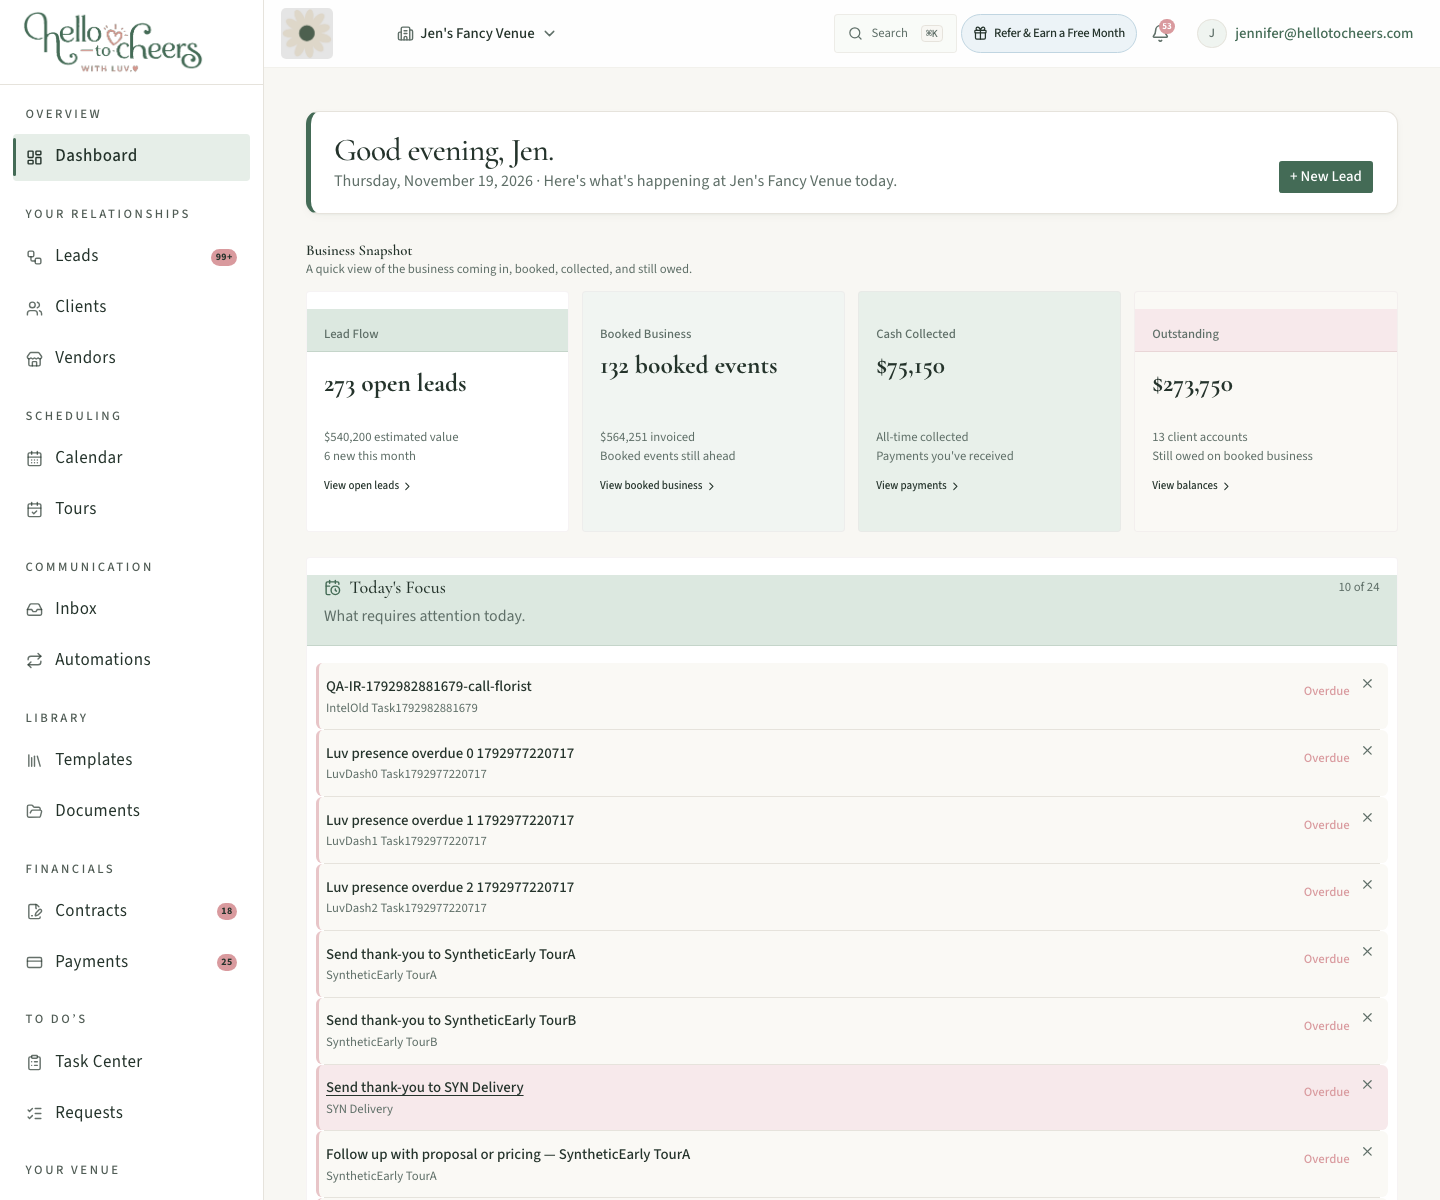 hello
to cheers
WITH LUV.
Jen's Fancy Venue
Search ⌘K
Refer & Earn a Free Month
53
J
jennifer@hellotocheers.com
OVERVIEW
Dashboard
YOUR RELATIONSHIPS
Leads 99+
Clients
Vendors
SCHEDULING
Calendar
Tours
COMMUNICATION
Inbox
Automations
LIBRARY
Templates
Documents
FINANCIALS
Contracts 18
Payments 25
TO DO'S
Task Center
Requests
YOUR VENUE
Good evening, Jen.
Thursday, November 19, 2026 · Here's what's happening at Jen's Fancy Venue today.
+ New Lead
Business Snapshot
A quick view of the business coming in, booked, collected, and still owed.
Lead Flow
273 open leads
$540,200 estimated value
6 new this month
View open leads
Booked Business
132 booked events
$564,251 invoiced
Booked events still ahead
View booked business
Cash Collected
$75,150
All-time collected
Payments you've received
View payments
Outstanding
$273,750
13 client accounts
Still owed on booked business
View balances
Today's Focus
10 of 24
What requires attention today.
QA-IR-1792982881679-call-florist
IntelOld Task1792982881679
Overdue
Luv presence overdue 0 1792977220717
LuvDash0 Task1792977220717
Overdue
Luv presence overdue 1 1792977220717
LuvDash1 Task1792977220717
Overdue
Luv presence overdue 2 1792977220717
LuvDash2 Task1792977220717
Overdue
Send thank-you to SyntheticEarly TourA
SyntheticEarly TourA
Overdue
Send thank-you to SyntheticEarly TourB
SyntheticEarly TourB
Overdue
Send thank-you to SYN Delivery
SYN Delivery
Overdue
Follow up with proposal or pricing — SyntheticEarly TourA
SyntheticEarly TourA
Overdue